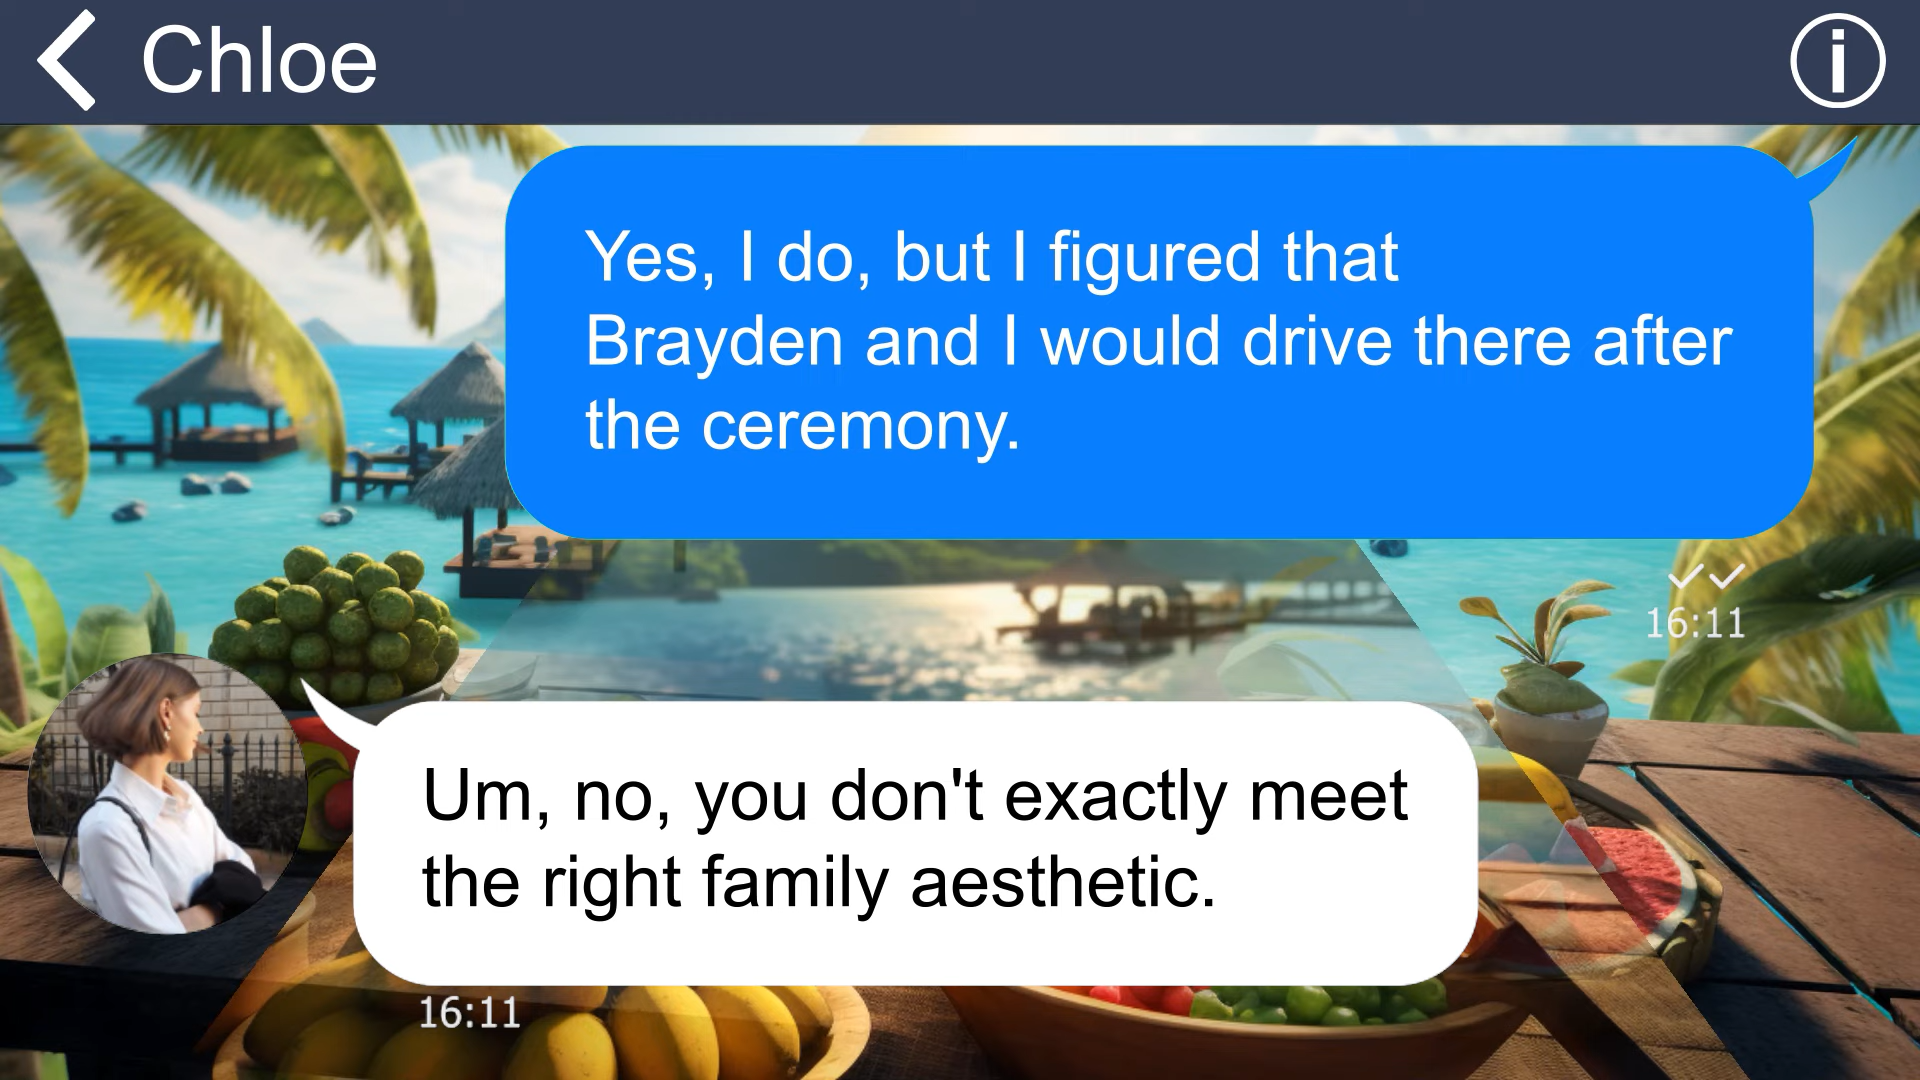 Chloe
Yes, I do, but I figured that
Brayden and I would drive there after
the ceremony.
16:11
Um, no, you don't exactly meet
the right family aesthetic.
16:11